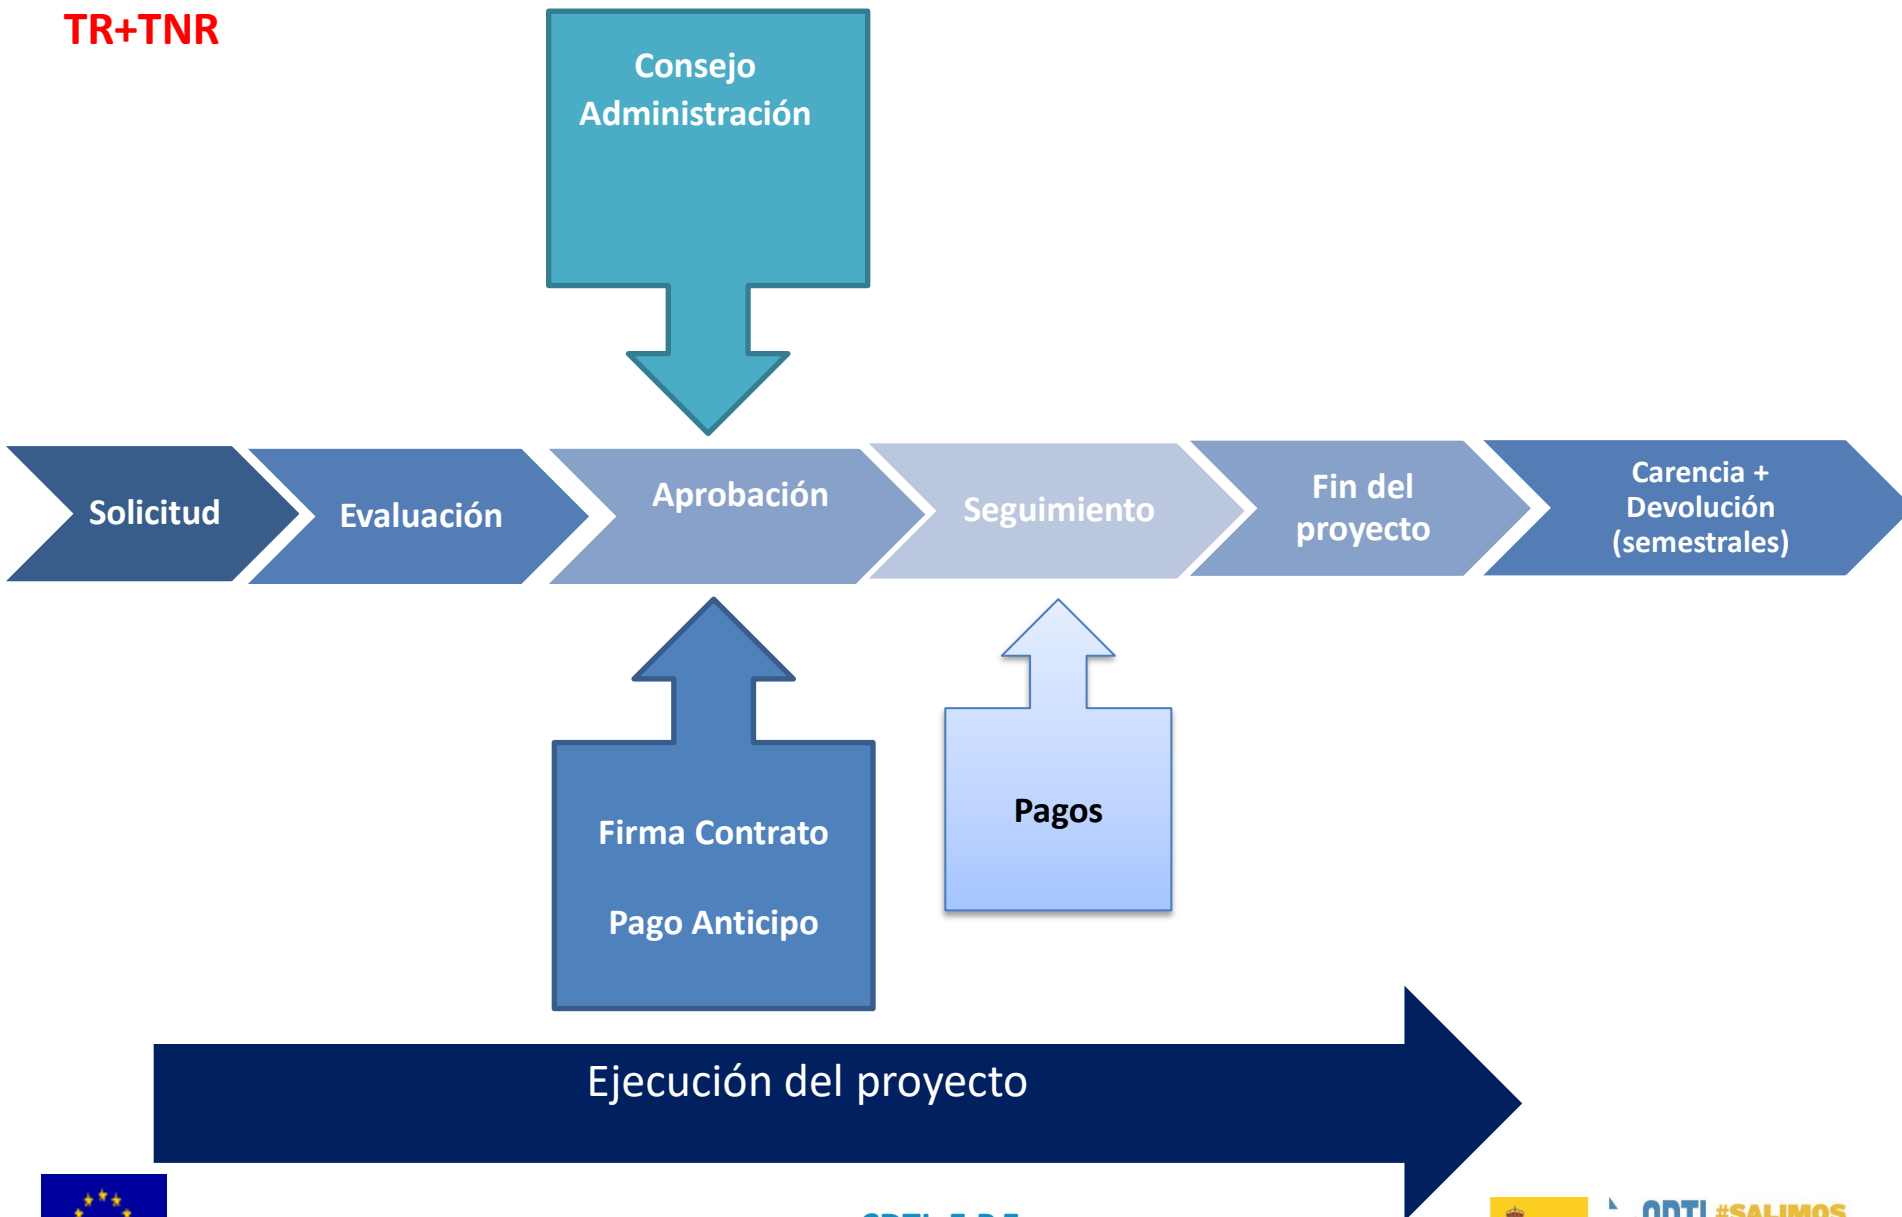 TR+TNR
Consejo
Administración
Solicitud
Evaluación
Aprobación
Seguimiento
Fin del
proyecto
Carencia +
Devolución
(semestrales)
Firma Contrato
Pago Anticipo
Pagos
Ejecución del proyecto
#SALIMOS